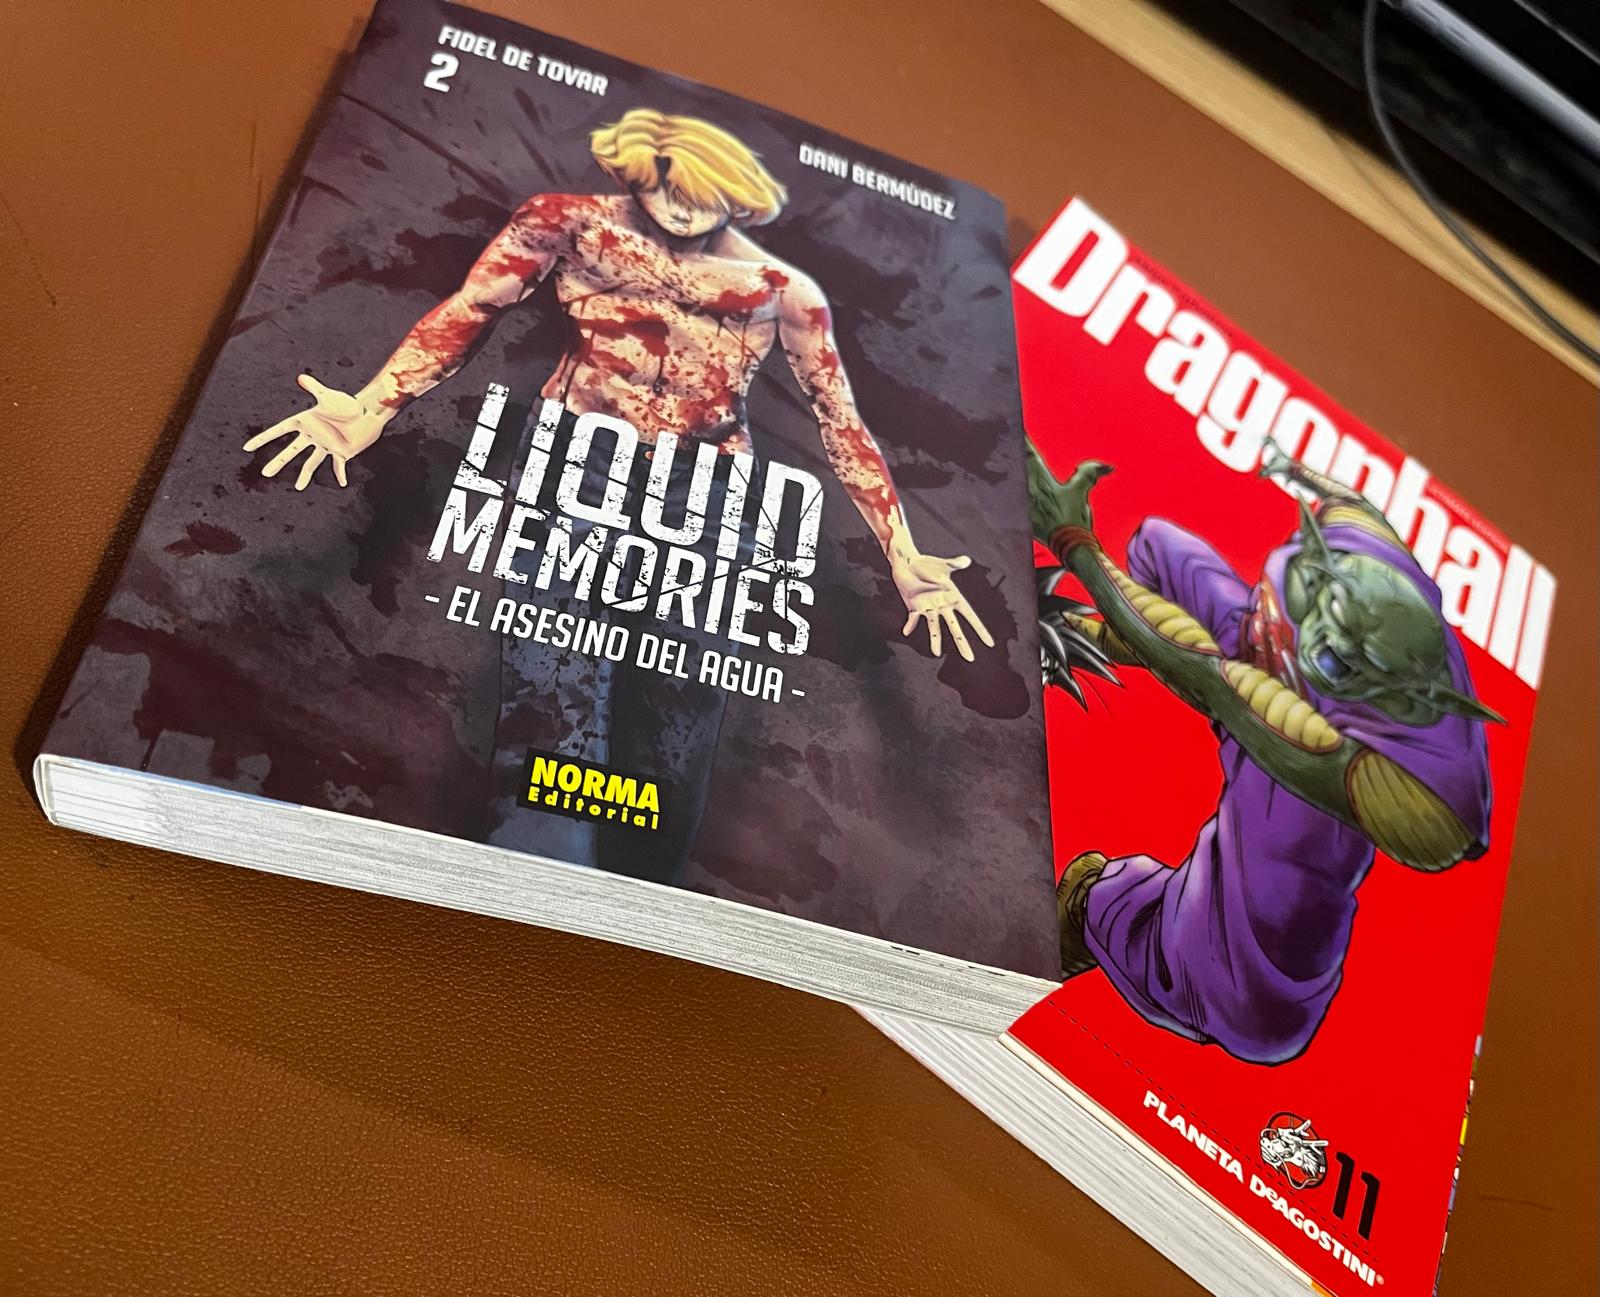 FIDEL DE TOVAR
2
DANI BERMÚDEZ
LIQUID
MEMORIES
- EL ASESINO DEL AGUA -
NORMA
Editorial
Dragonball
PLANETA DeAGOSTINI®
11